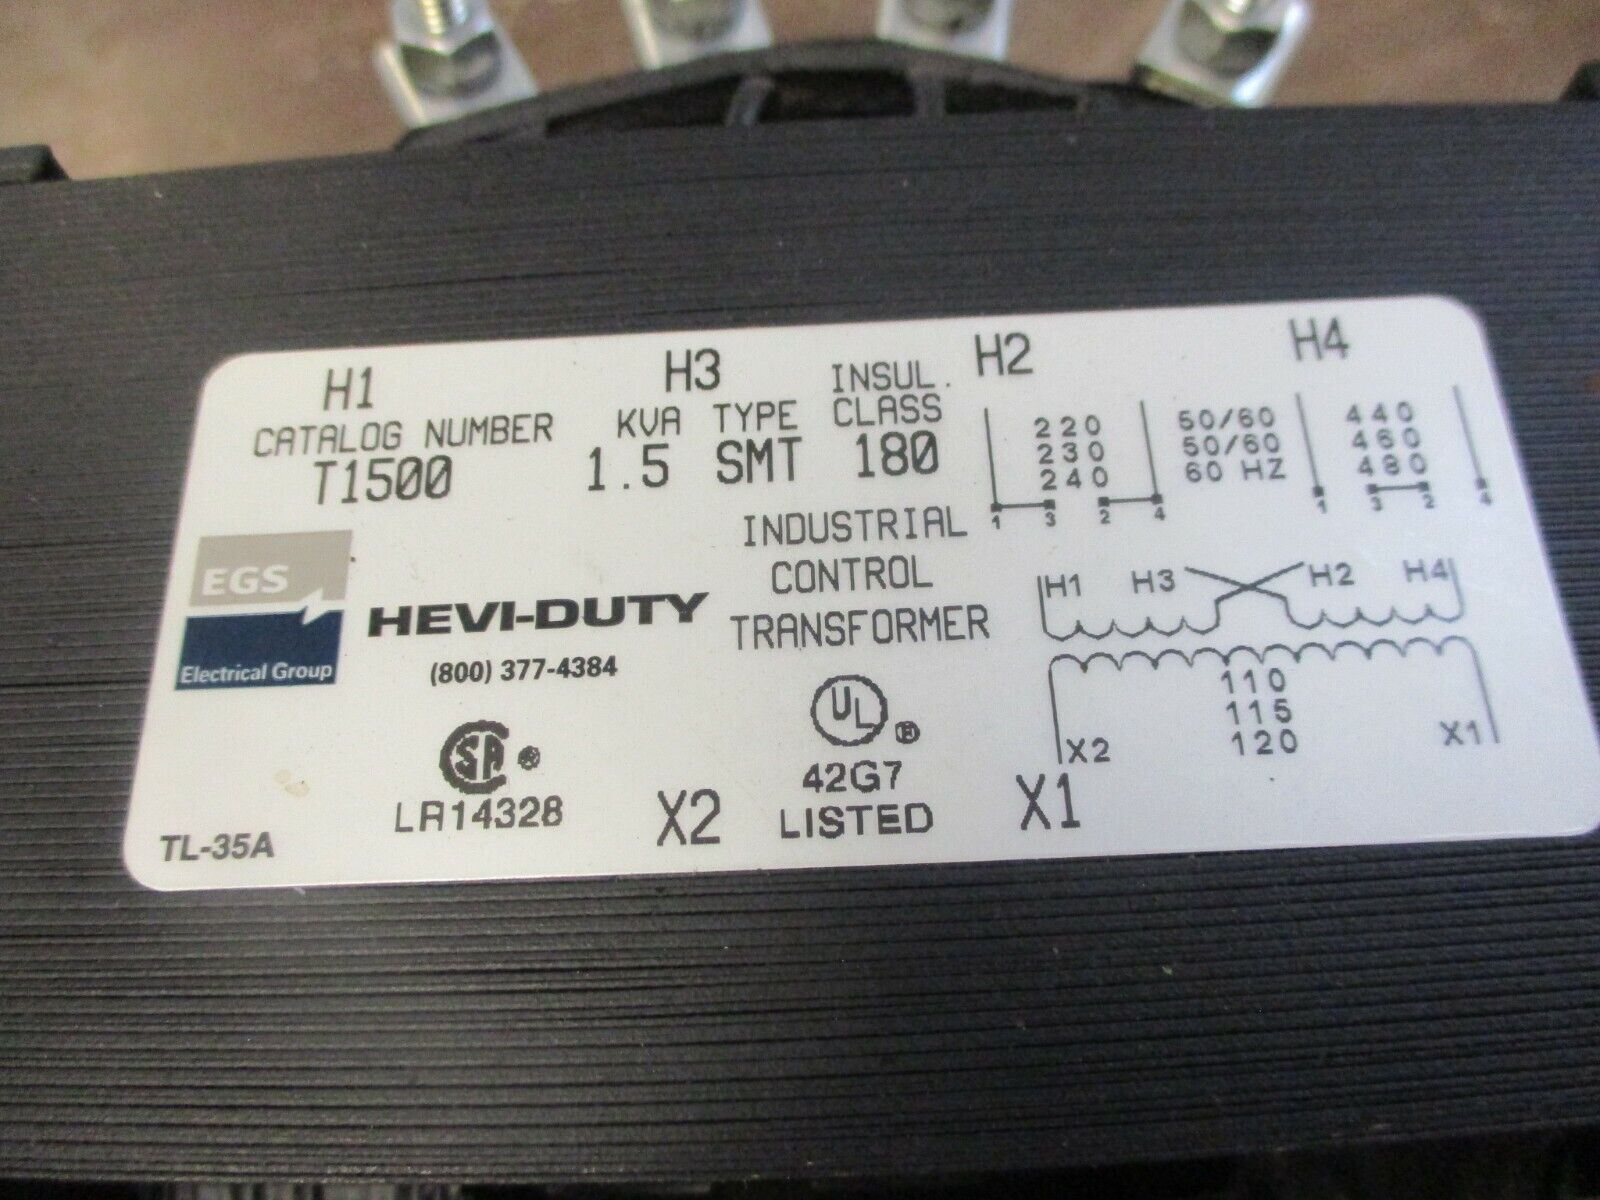 H1 H3 H2 H4
CATALOG NUMBER KVA TYPE INSUL. CLASS
T1500 1.5 SMT 180
220 50/60 440
230 50/60 460
240 60 HZ 480
1 3 2 4 1 3 2 4
INDUSTRIAL
CONTROL
TRANSFORMER
EGS
Electrical Group
HEVI-DUTY
(800) 377-4384
H1 H3 H2 H4
110
115
120
X2 X1
SA ®
LR14328
UL ®
42G7
LISTED
X2 X1
TL-35A